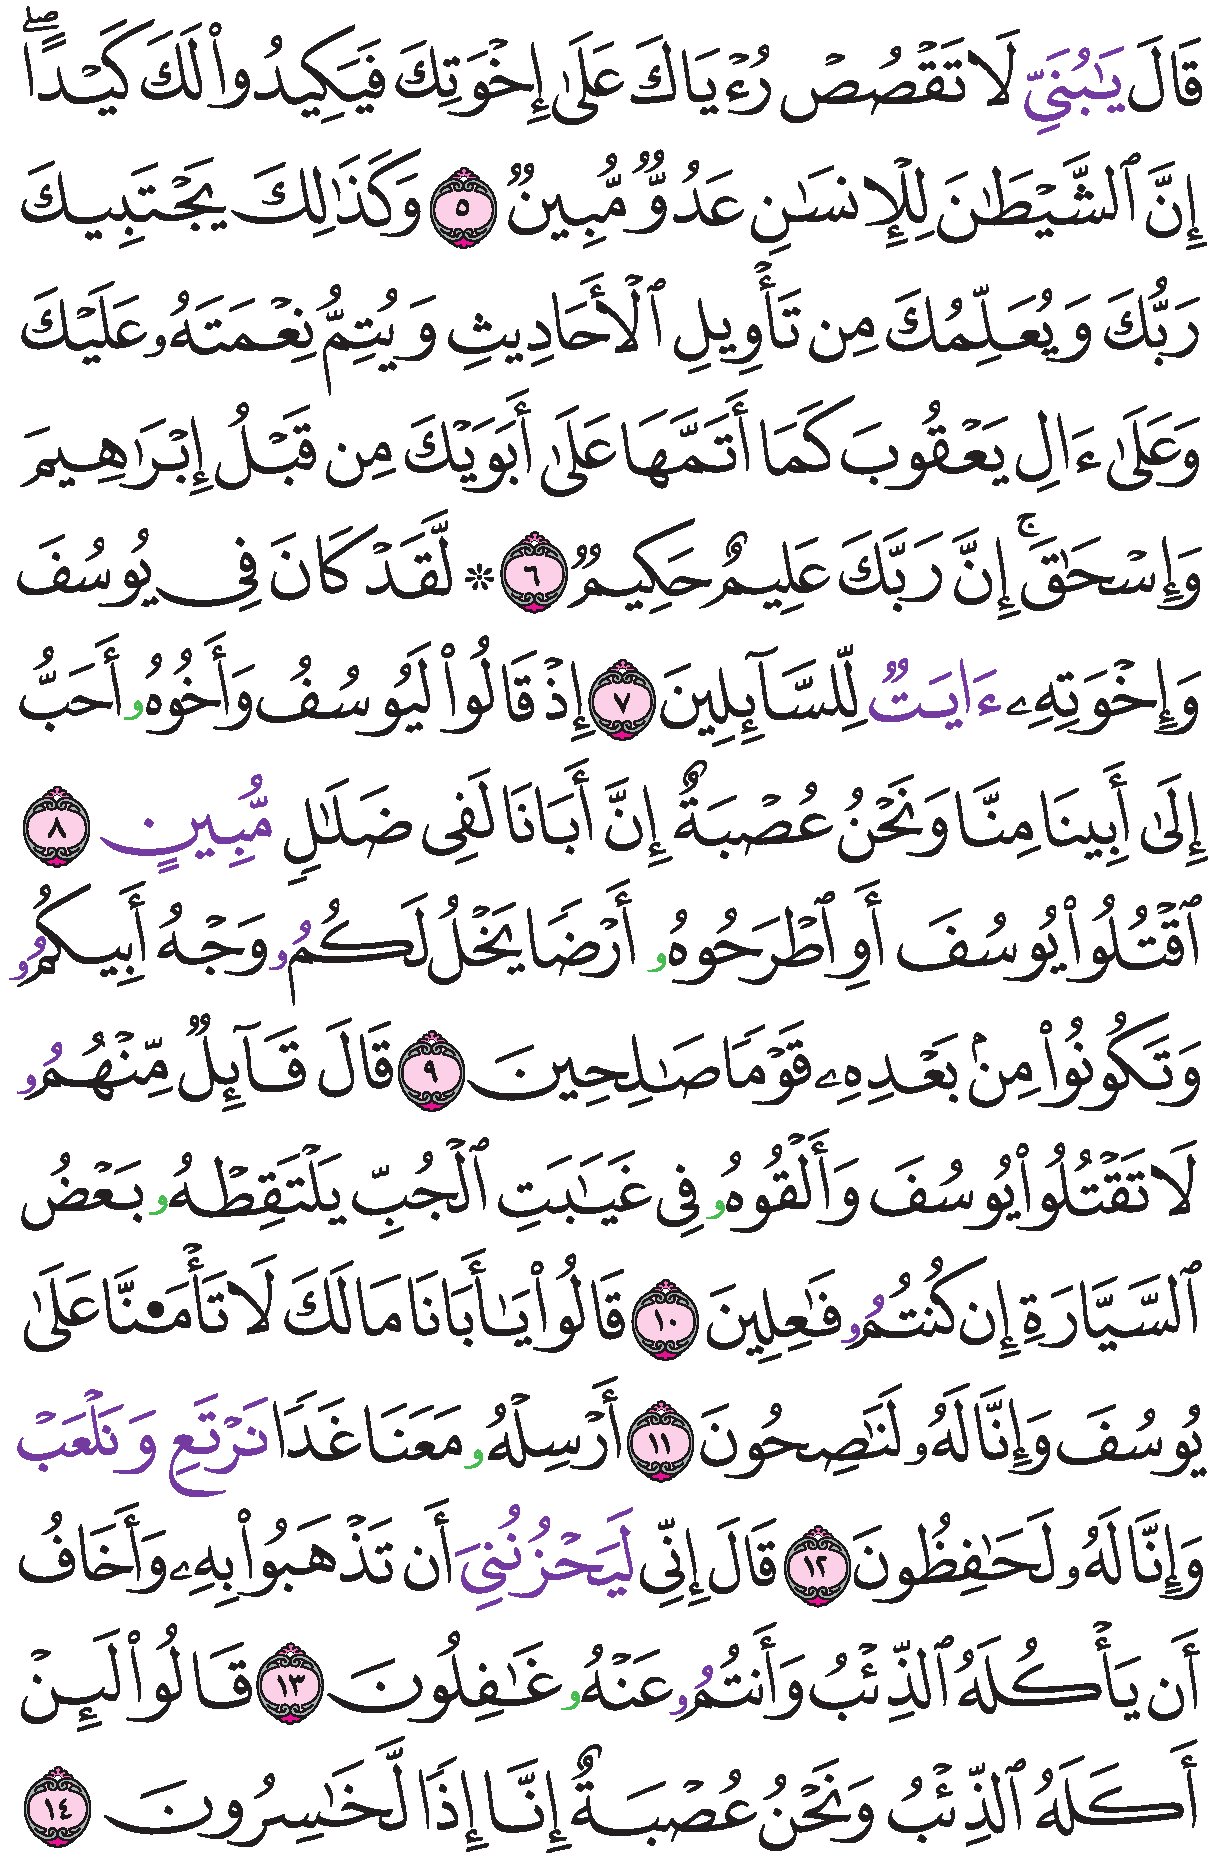 قَالَ يَـٰبُنَيِّ لَا تَقۡصُصۡ رُءۡيَاكَ عَلَىٰٓ إِخۡوَتِكَ فَيَكِيدُواْ لَكَ كَيۡدًاۖ
إِنَّ ٱلشَّيۡطَـٰنَ لِلۡإِنسَـٰنِ عَدُوٌّ مُّبِينٌ ٥ وَكَذَٰلِكَ يَجۡتَبِيكَ
رَبُّكَ وَيُعَلِّمُكَ مِن تَأۡوِيلِ ٱلۡأَحَادِيثِ وَيُتِمُّ نِعۡمَتَهُۥ عَلَيۡكَ
وَعَلَىٰٓ ءَالِ يَعۡقُوبَ كَمَآ أَتَمَّهَا عَلَىٰٓ أَبَوَيۡكَ مِن قَبۡلُ إِبۡرَٰهِيمَ
وَإِسۡحَـٰقَۚ إِنَّ رَبَّكَ عَلِيمٌ حَكِيمٌ ٦ ۞ لَّقَدۡ كَانَ فِي يُوسُفَ
وَإِخۡوَتِهِۦ ءَايَـٰتٌ لِّلسَّآئِلِينَ ٧ إِذۡ قَالُواْ لَيُوسُفُ وَأَخُوهُۥ أَحَبُّ
إِلَىٰٓ أَبِينَا مِنَّا وَنَحۡنُ عُصۡبَةٌ إِنَّ أَبَانَا لَفِي ضَلَـٰلٍ مُّبِينٍ ٨
ٱقۡتُلُواْ يُوسُفَ أَوِ ٱطۡرَحُوهُۥ أَرۡضًا يَخۡلُ لَكُمُۥ وَجۡهُ أَبِيكُمُۥ
وَتَكُونُواْ مِنۢ بَعۡدِهِۦ قَوۡمًا صَـٰلِحِينَ ٩ قَالَ قَآئِلٌ مِّنۡهُمُۥ
لَا تَقۡتُلُواْ يُوسُفَ وَأَلۡقُوهُۥ فِي غَيَـٰبَتِ ٱلۡجُبِّ يَلۡتَقِطۡهُۥ بَعۡضُ
ٱلسَّيَّارَةِ إِن كُنتُمُۥ فَـٰعِلِينَ ١٠ قَالُواْ يَـٰٓأَبَانَا مَا لَكَ لَا تَأۡمَ۬نَّا عَلَىٰ
يُوسُفَ وَإِنَّا لَهُۥ لَنَـٰصِحُونَ ١١ أَرۡسِلۡهُۥ مَعَنَا غَدًا نَرۡتَعِ وَنَلۡعَبۡ
وَإِنَّا لَهُۥ لَحَـٰفِظُونَ ١٢ قَالَ إِنِّي لَيَحۡزُنُنِيَ أَن تَذۡهَبُواْ بِهِۦ وَأَخَافُ
أَن يَأۡكُلَهُ ٱلذِّئۡبُ وَأَنتُمُۥ عَنۡهُۥ غَـٰفِلُونَ ١٣ قَالُواْ لَئِنۡ
أَكَلَهُ ٱلذِّئۡبُ وَنَحۡنُ عُصۡبَةٌ إِنَّآ إِذًا لَّخَـٰسِرُونَ ١٤